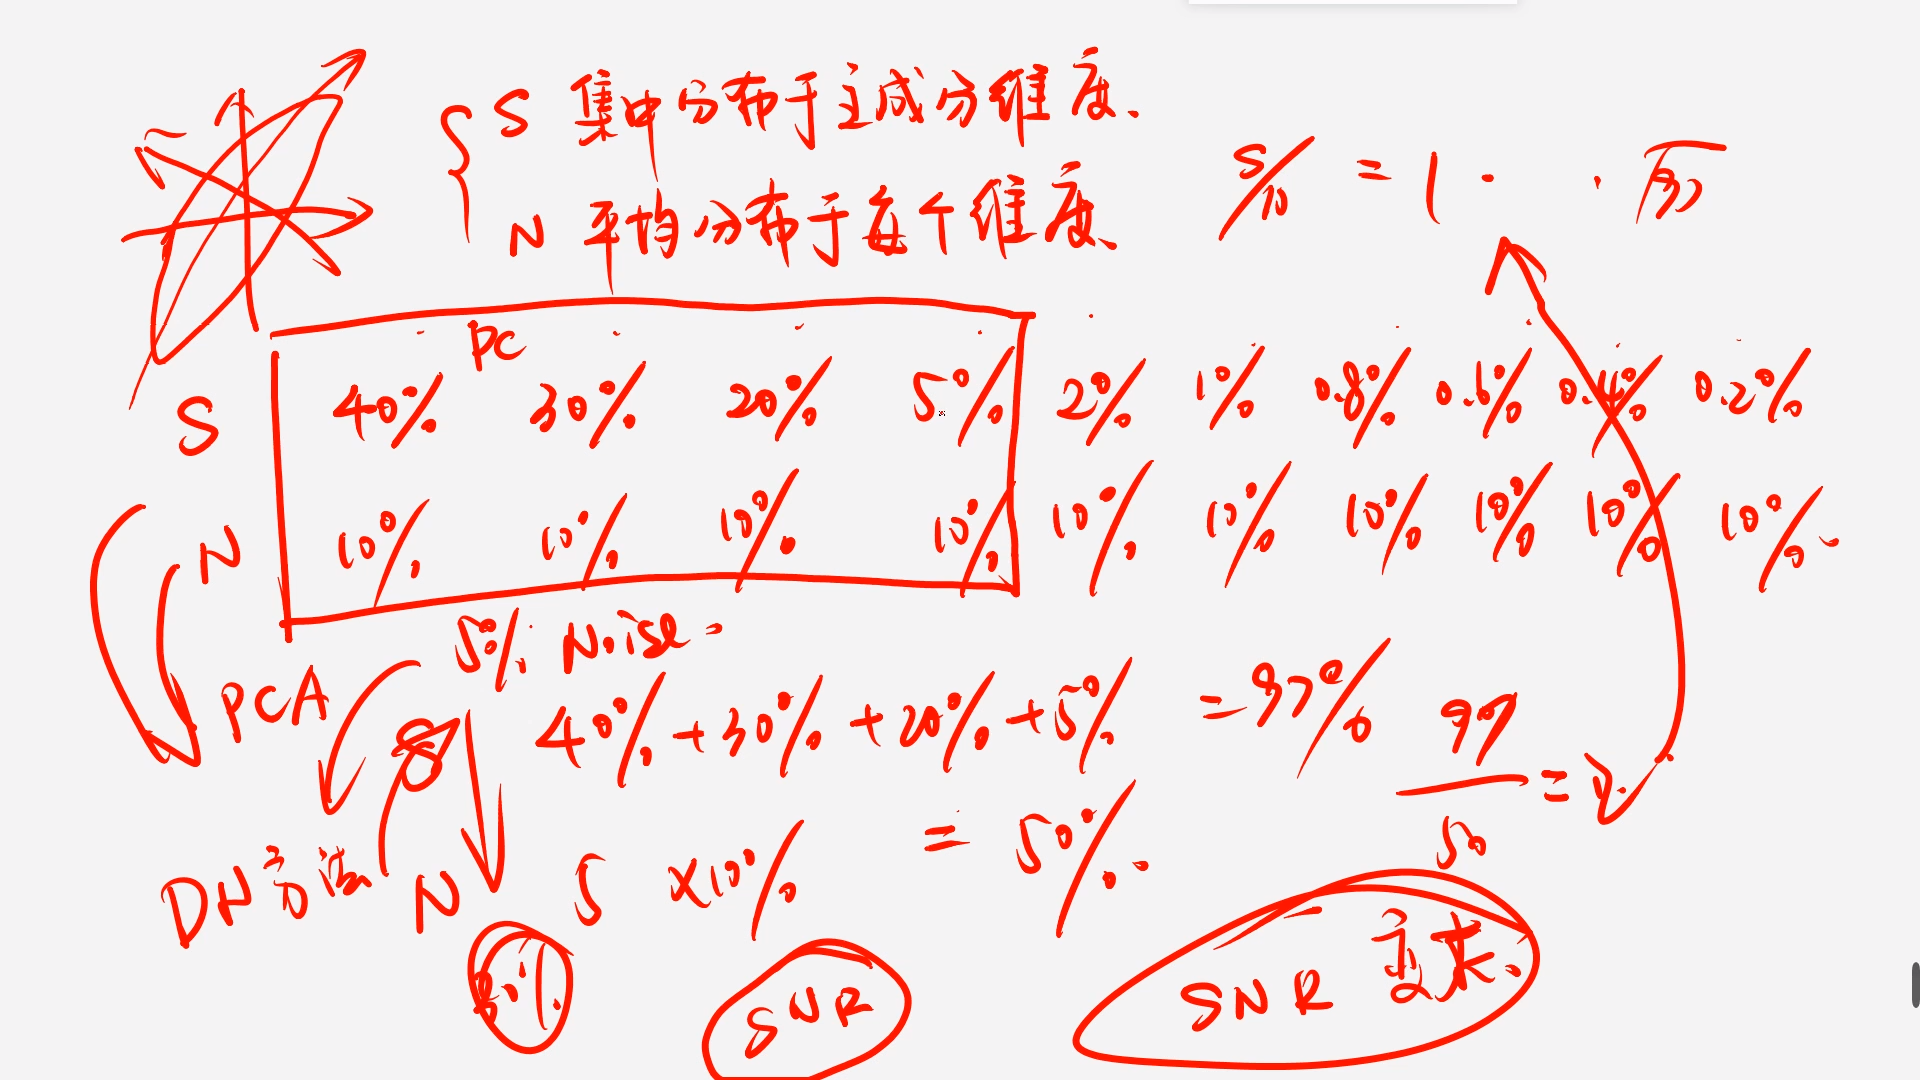 S 集中分布于主成分维度、
N 平均分布于每个维度、
S/n = 1 · · 万
PC
S 40% 30% 20% 5% 2% 1% 0.8% 0.6% 0.4% 0.2%
N 10% 10% 10% 10% 10% 10% 10% 10% 10% 10%
5% Noise
PCA
40% + 30% + 20% + 5% = 97%
97
50
= 2
DN方法 N 5 ×10% = 50%
SNR
SNR 变大